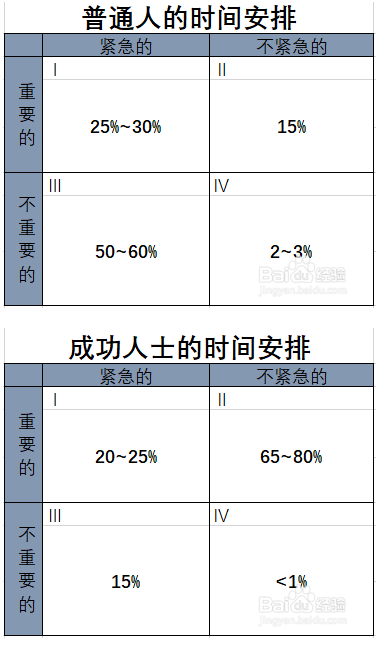 普通人的时间安排
紧急的 不紧急的
重要的
I II
25%~30% 15%
不重要的
III IV
50~60% 2~3%
Baidu 经验
jingyan.baidu.com
成功人士的时间安排
紧急的 不紧急的
重要的
I II
20~25% 65~80%
不重要的
III IV
15% <1%
Baidu 经验
jingyan.baidu.com